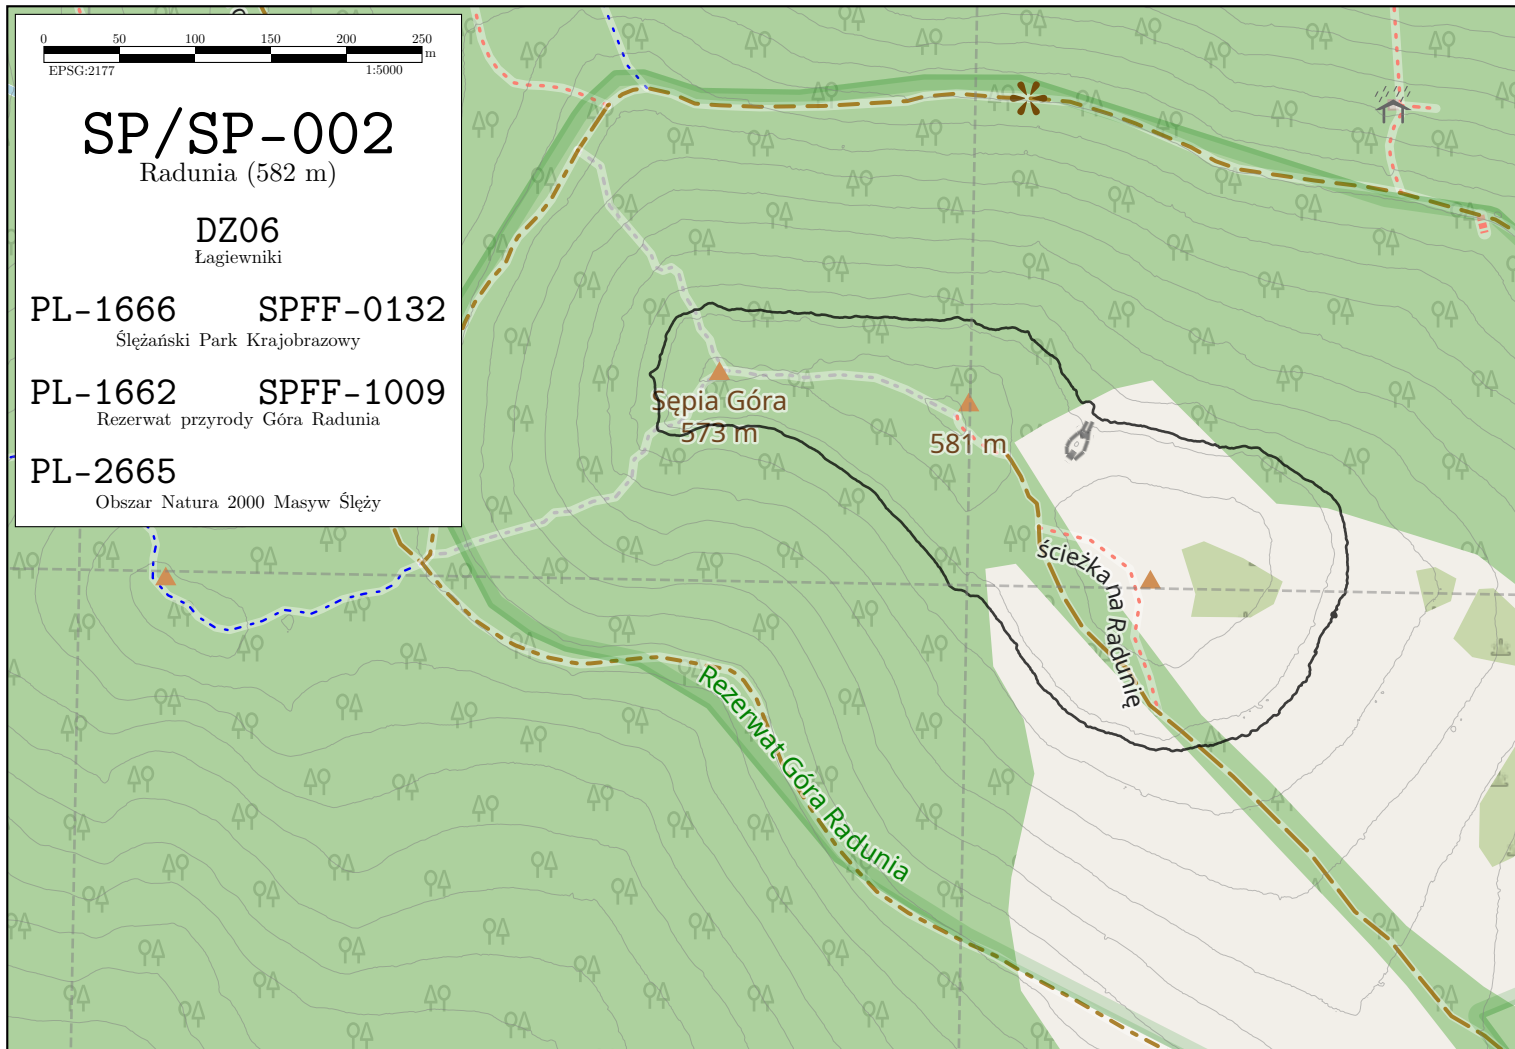 0 50 100 150 200 250
m
EPSG:2177 1:5000
SP/SP-002
Radunia (582 m)
DZ06
Łagiewniki
PL-1666 SPFF-0132
Ślężański Park Krajobrazowy
PL-1662 SPFF-1009
Rezerwat przyrody Góra Radunia
PL-2665
Obszar Natura 2000 Masyw Ślęży
Sępia Góra
573 m
581 m
ścieżka na Radunię
Rezerwat Góra Radunia